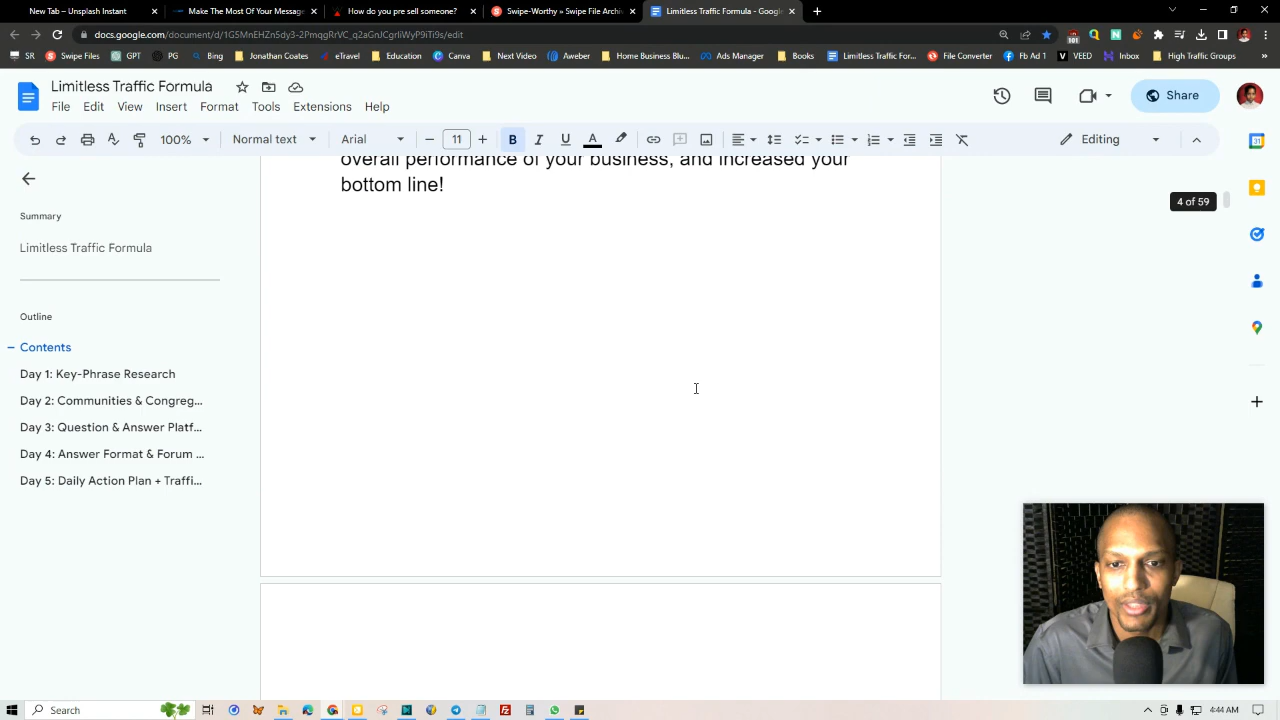 New Tab – Unsplash Instant
Make The Most Of Your Message
How do you pre sell someone?
Swipe-Worthy » Swipe File Archiv
Limitless Traffic Formula - Google
docs.google.com/document/d/1G5MnEHZn5dy3-2PmqgRrVC_q2aGnJCgrIiWyP9iTi9s/edit
SR
Swipe Files
GPT
PG
Bing
Jonathan Coates
eTravel
Education
Canva
Next Video
Aweber
Home Business Blu...
Ads Manager
Books
Limitless Traffic For...
File Converter
Fb Ad 1
VEED
Inbox
High Traffic Groups
Limitless Traffic Formula
File Edit View Insert Format Tools Extensions Help
Share
100%
Normal text
Arial
11
B I U A
Editing
overall performance of your business, and increased your
bottom line!
4 of 59
Summary
Limitless Traffic Formula
Outline
Contents
Day 1: Key-Phrase Research
Day 2: Communities & Congreg...
Day 3: Question & Answer Platf...
Day 4: Answer Format & Forum ...
Day 5: Daily Action Plan + Traffi...
Search
4:44 AM